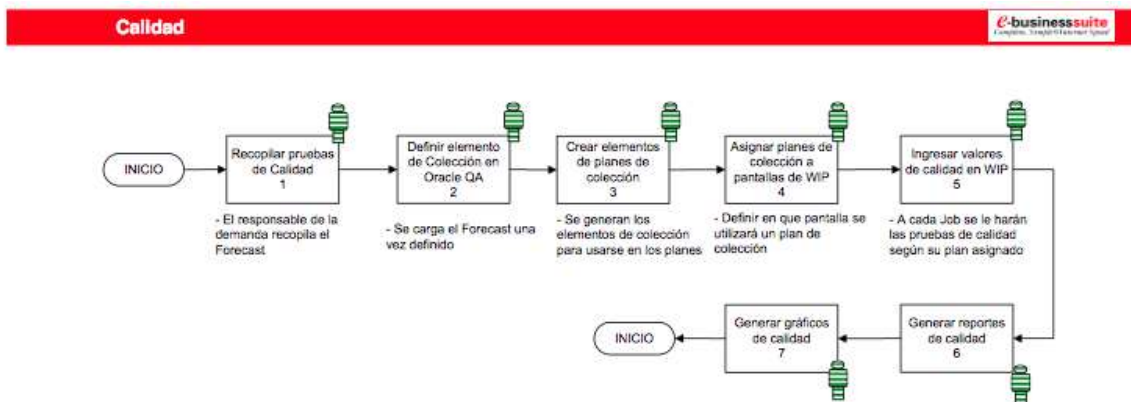 Calidad
e-businesssuite
INICIO
Recopilar pruebas
de Calidad
1
Definir elemento
de Colección en
Oracle QA
2
Crear elementos
de planes de
colección
3
Asignar planes de
colección a
pantallas de WIP
4
Ingresar valores
de calidad en WIP
5
- El responsable de la
demanda recopila el
Forecast
- Se carga el Forecast una
vez definido
- Se generan los
elementos de colección
para usarse en los planes
- Definir en que pantalla se
utilizará un plan de
colección
- A cada Job se le harán
las pruebas de calidad
según su plan asignado
INICIO
Generar gráficos
de calidad
7
Generar reportes
de calidad
6